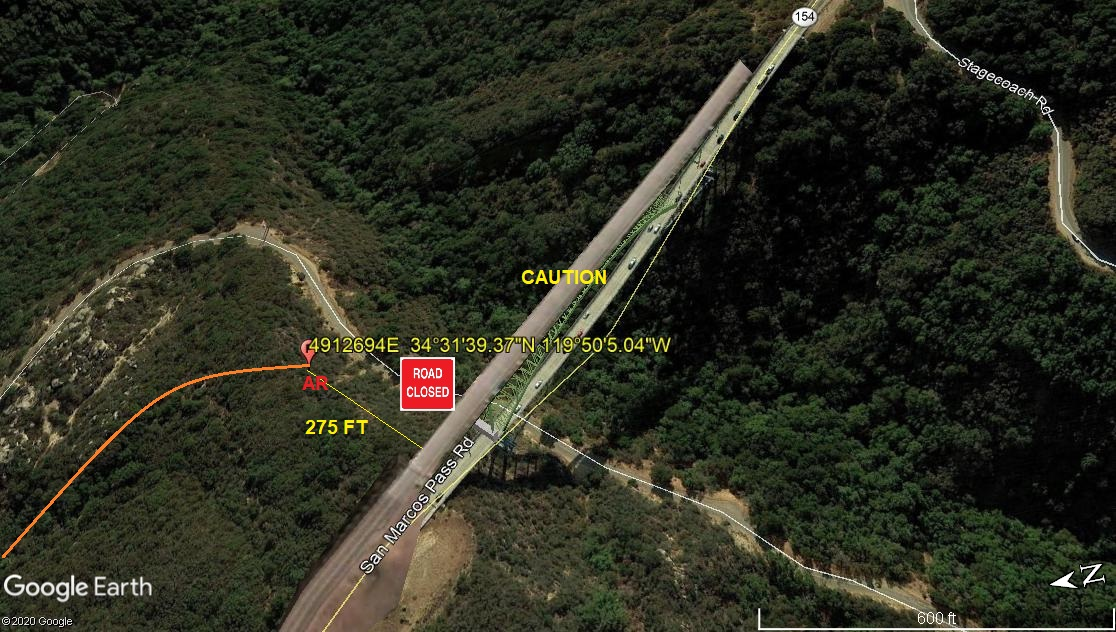 154
Stagecoach Rd
CAUTION
4912694E 34°31'39.37"N 119°50'5.04"W
ROAD
CLOSED
AR
275 FT
San Marcos Pass Rd
N
Google Earth
600 ft
©2020 Google